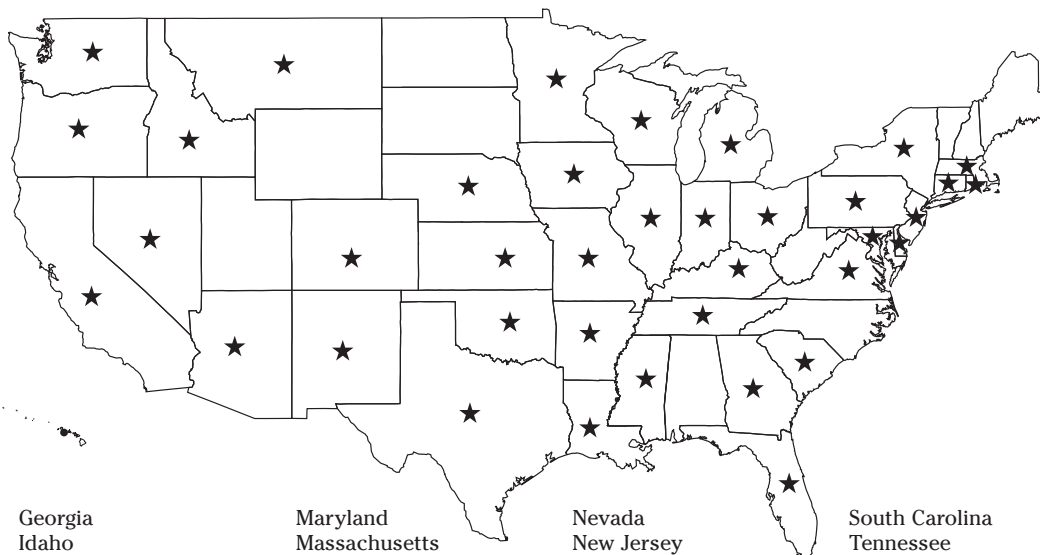 Georgia
Idaho
Maryland
Massachusetts
Nevada
New Jersey
South Carolina
Tennessee